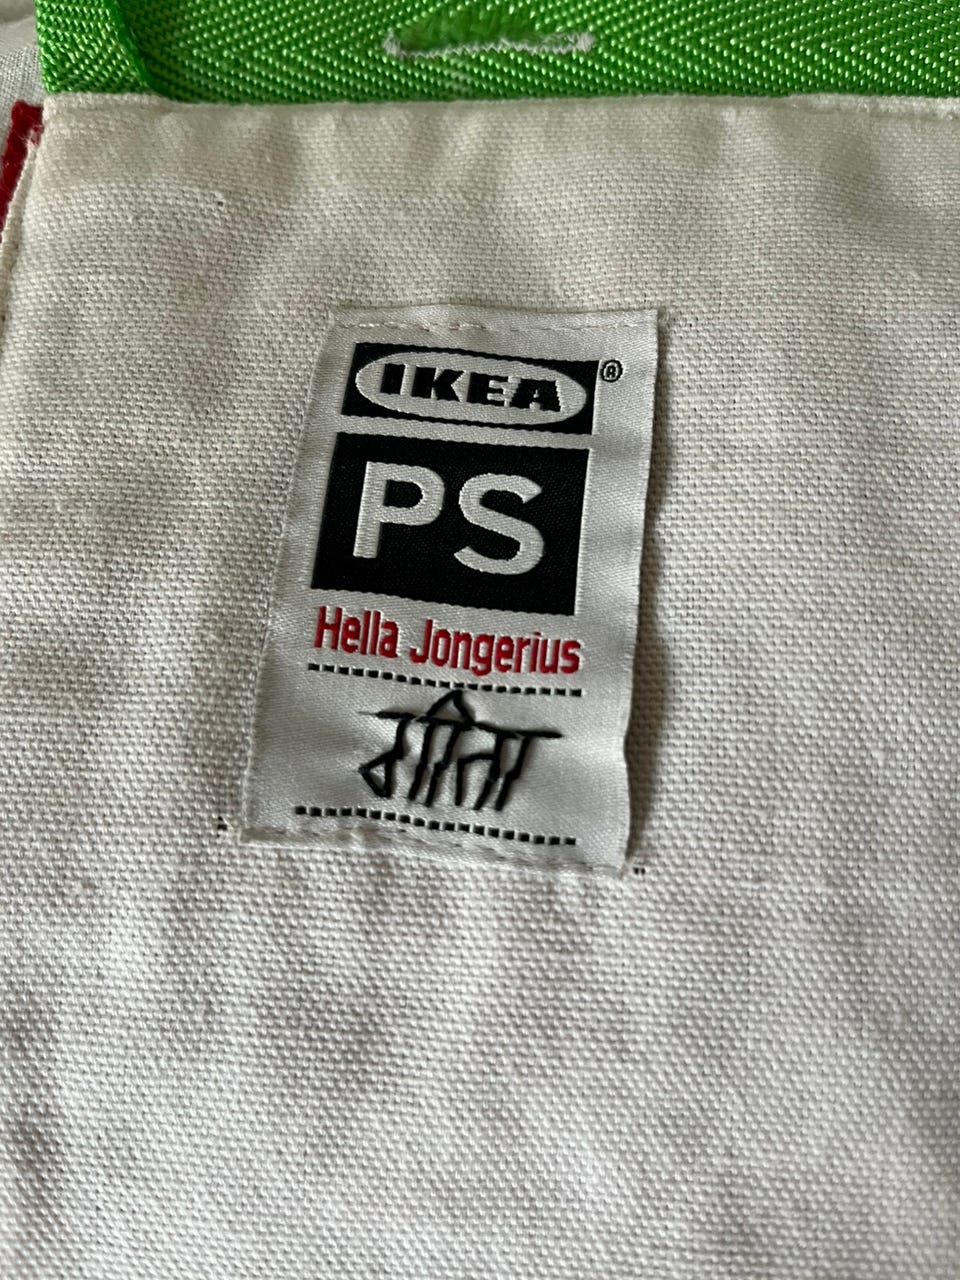 IKEA®
PS
Hella Jongerius
गीता